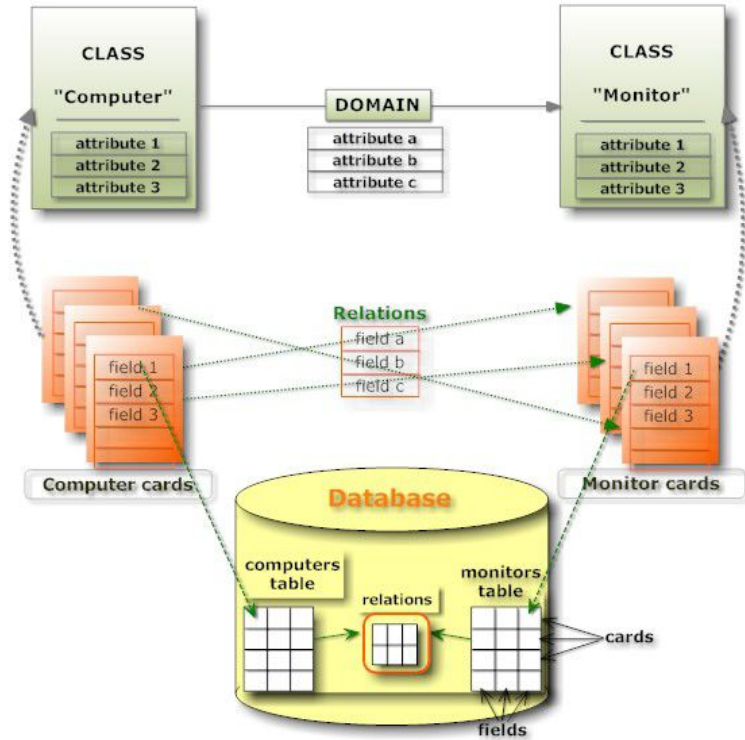 CLASS
"Computer"
attribute 1
attribute 2
attribute 3
DOMAIN
attribute a
attribute b
attribute c
CLASS
"Monitor"
attribute 1
attribute 2
attribute 3
Relations
field a
field b
field c
field 1
field 2
field 3
Computer cards
field 1
field 2
field 3
Monitor cards
Database
computers
table
relations
monitors
table
cards
fields